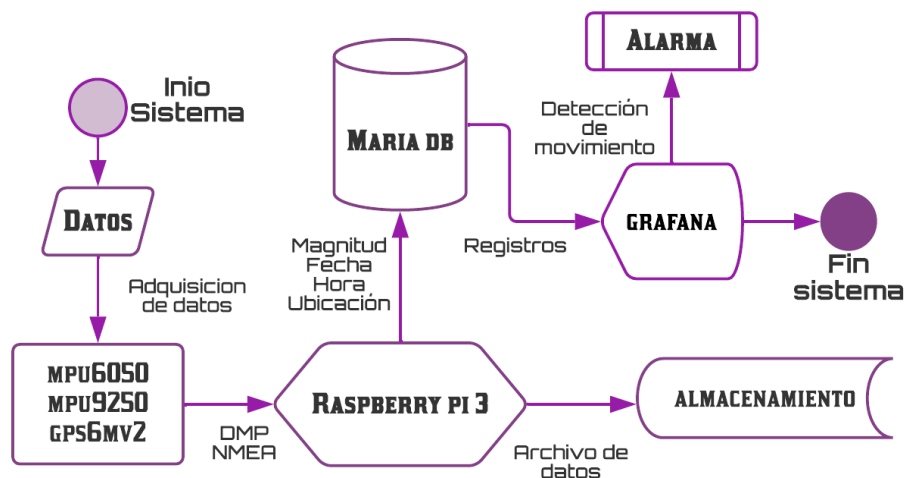 Inio
Sistema
DATOS
Adquisicion
de datos
MPU6050
MPU9250
GPS6MV2
DMP
NMEA
RASPBERRY PI 3
Magnitud
Fecha
Hora
Ubicación
MARIA DB
Registros
GRAFANA
Detección
de
movimiento
ALARMA
Fin
sistema
Archivo de
datos
ALMACENAMIENTO